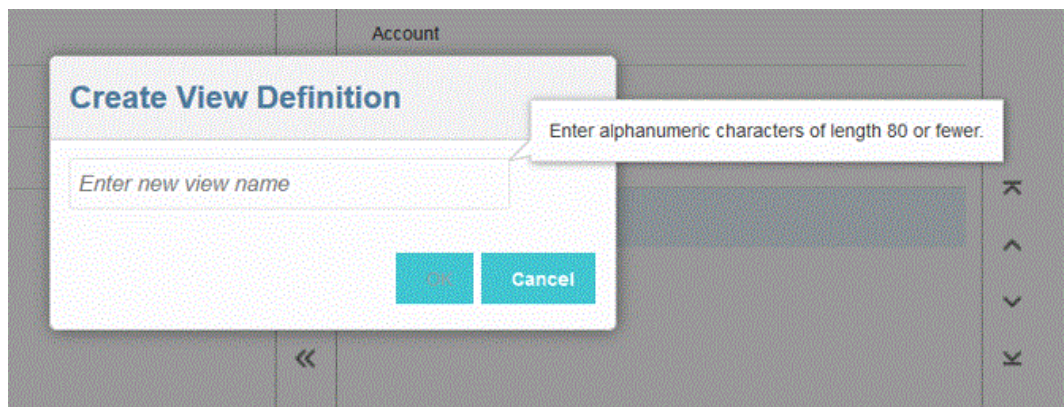 Account
Create View Definition
Enter alphanumeric characters of length 80 or fewer.
Enter new view name
OK
Cancel